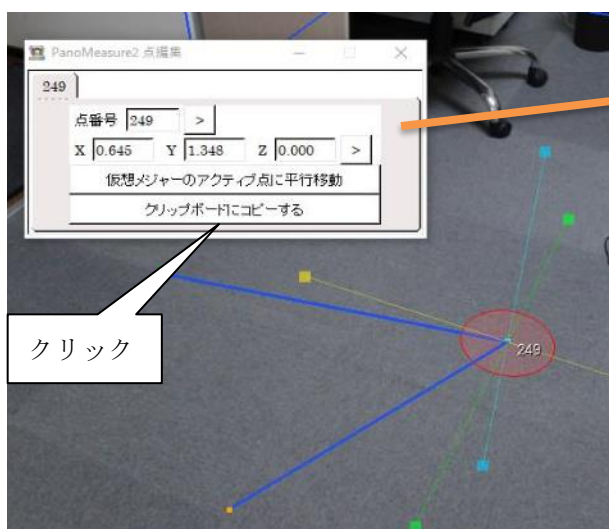 PanoMeasure2 点編集
249
点番号 249 >
X 0.645 Y 1.348 Z 0.000 >
仮想メジャーのアクティブ点に平行移動
クリップボードにコピーする
クリック
249